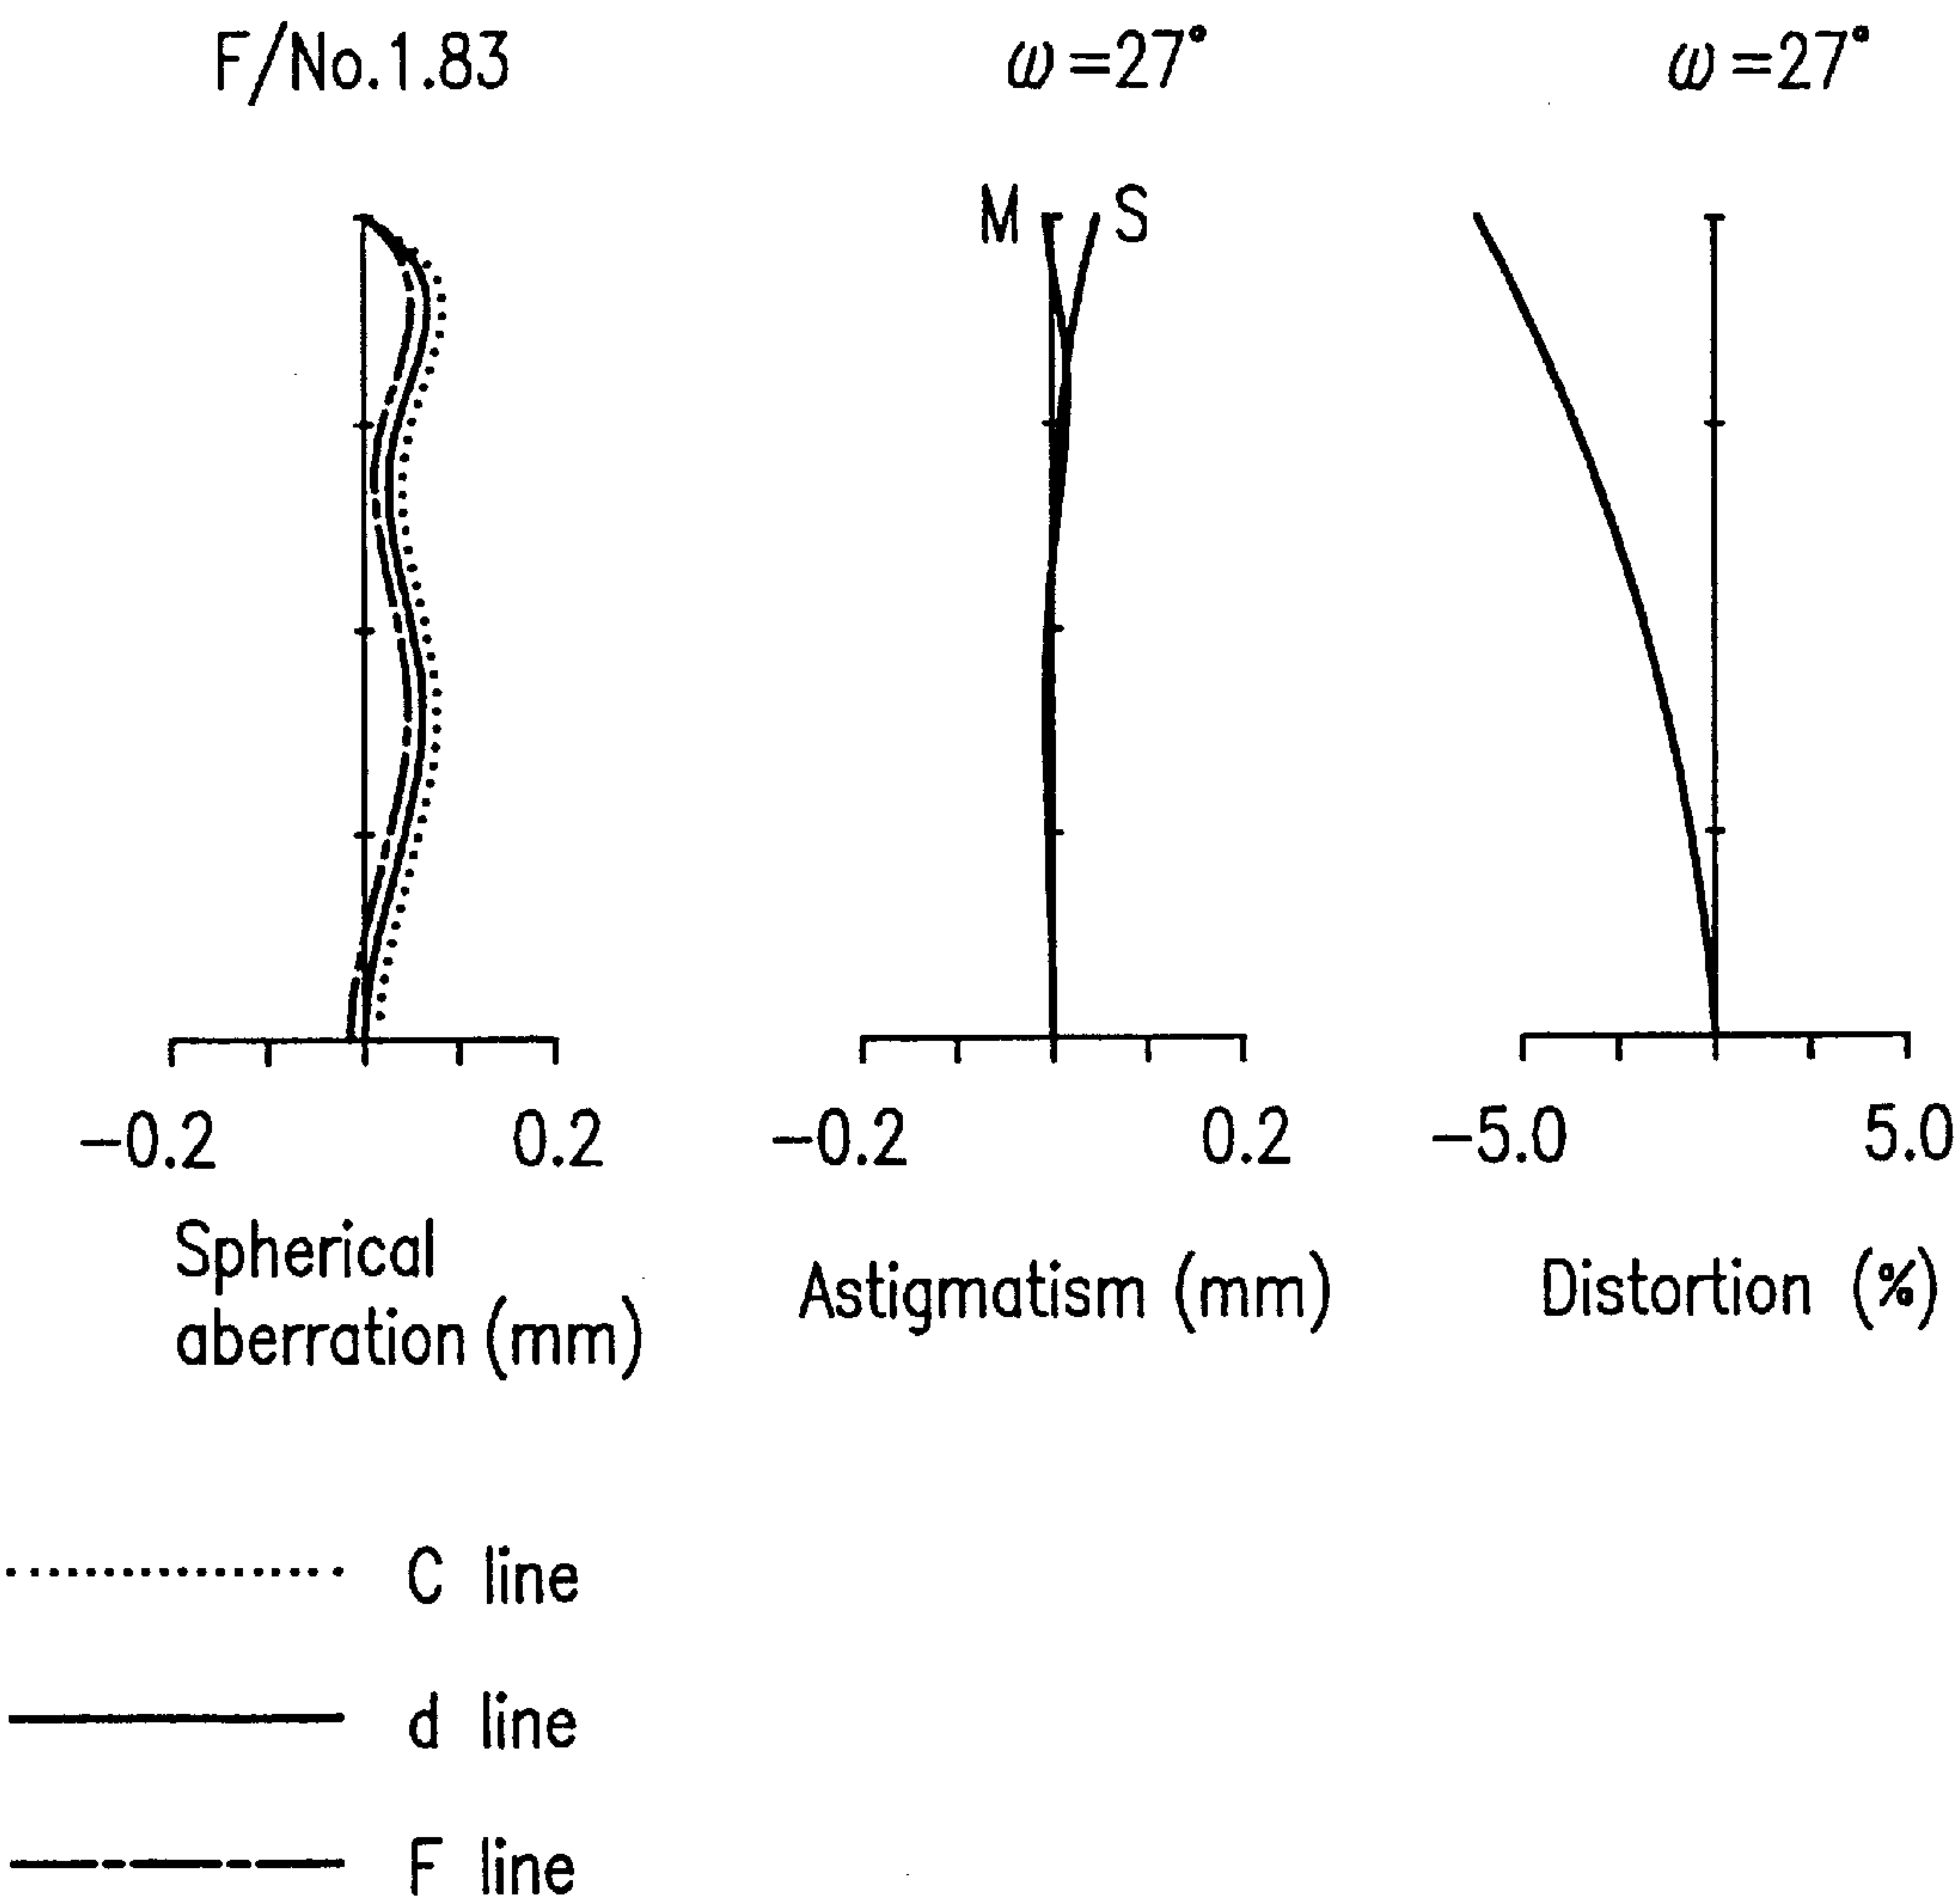 F/No.1.83
ω=27°
ω=27°
M S
-0.2 0.2
-0.2 0.2
-5.0 5.0
Spherical
aberration (mm)
Astigmatism (mm)
Distortion (%)
C line
d line
F line